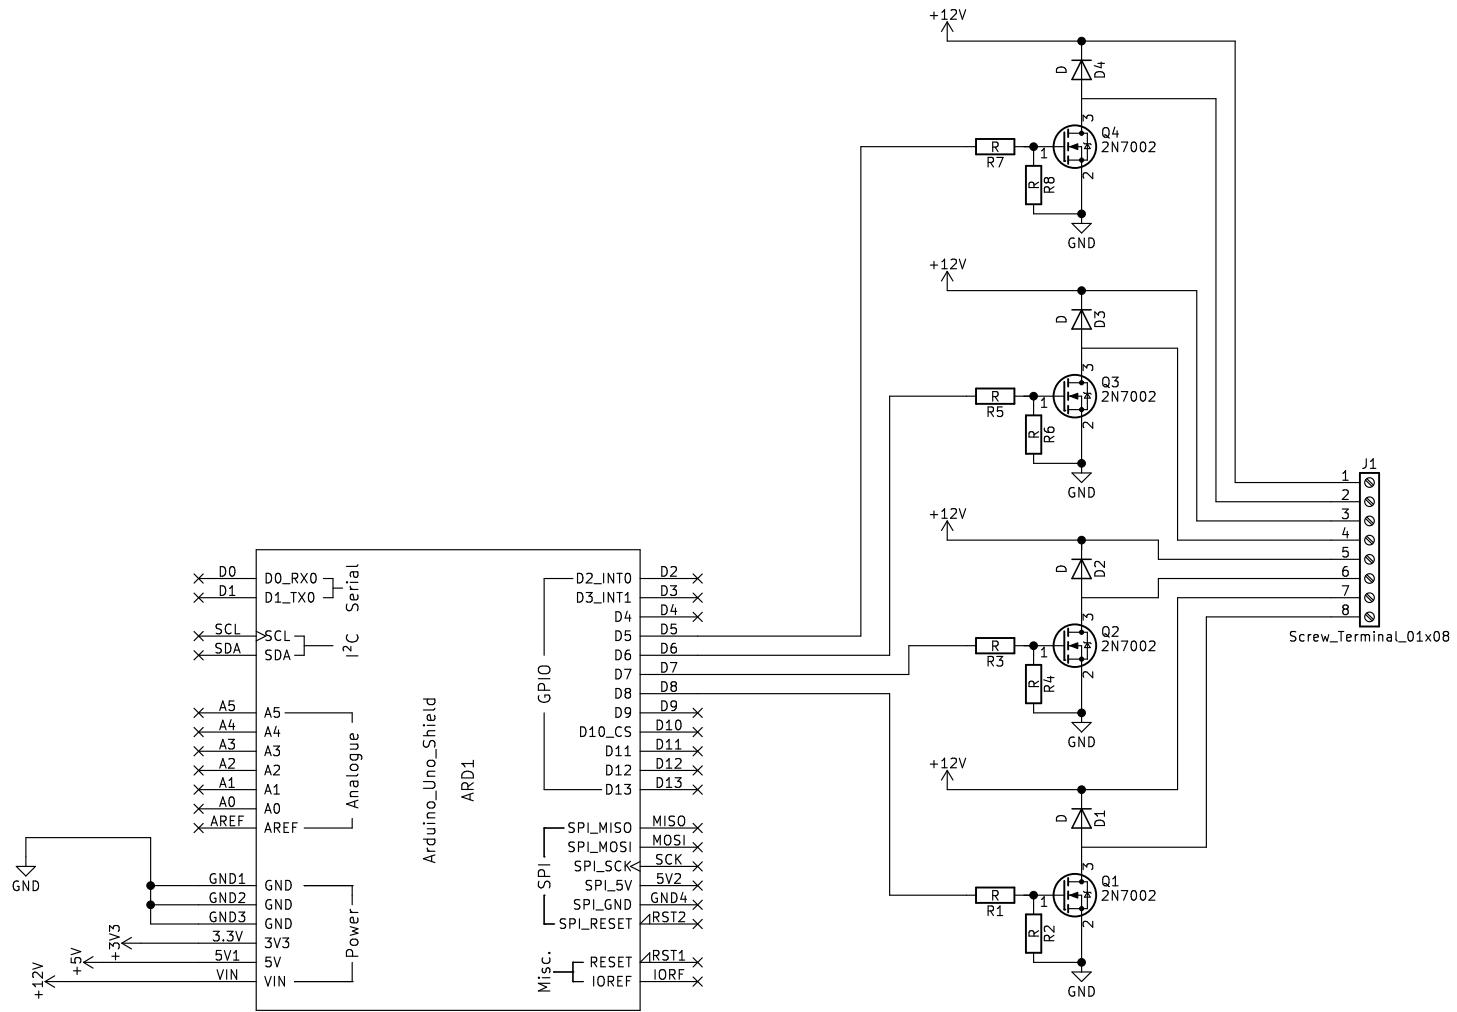 +12V
D
D4
3
Q4
2N7002
R
R7
1
R
R8
2
GND
+12V
D
D3
3
Q3
2N7002
R
R5
1
R
R6
2
GND
J1
1
2
3
4
5
6
7
8
Screw_Terminal_01x08
+12V
D
D2
3
Q2
2N7002
R
R3
1
R
R4
2
GND
+12V
D
D1
3
Q1
2N7002
R
R1
1
R
R2
2
GND
D0 D0_RX0
D1 D1_TX0
Serial
SCL SCL
SDA SDA
I²C
A5 A5
A4 A4
A3 A3
A2 A2
A1 A1
A0 A0
AREF AREF
Analogue
GND
GND1 GND
GND2 GND
GND3 GND
3.3V 3V3
5V1 5V
VIN VIN
Power
+3V3
+5V
+12V
Arduino_Uno_Shield
ARD1
GPIO
D2_INT0 D2
D3_INT1 D3
D4 D4
D5 D5
D6 D6
D7 D7
D8 D8
D9 D9
D10_CS D10
D11 D11
D12 D12
D13 D13
SPI
SPI_MISO MISO
SPI_MOSI MOSI
SPI_SCK SCK
SPI_5V 5V2
SPI_GND GND4
SPI_RESET RST2
Misc.
RESET RST1
IOREF IORF